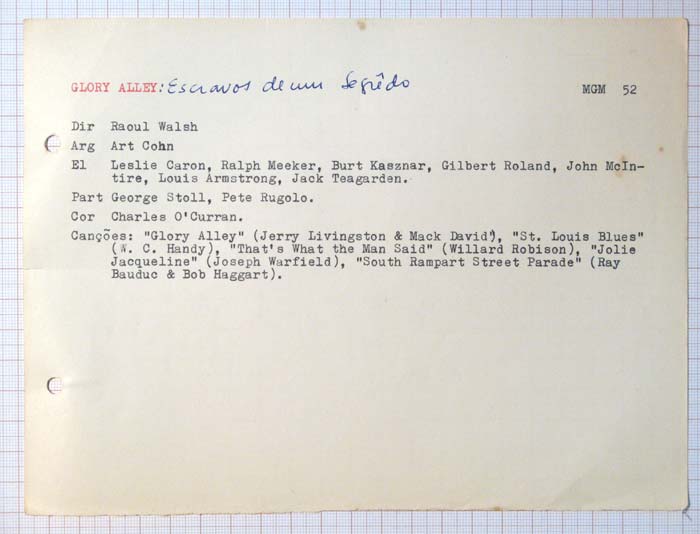 GLORY ALLEY: Escravos de um Segrêdo MGM 52
Dir Raoul Walsh
Arg Art Cohn
El Leslie Caron, Ralph Meeker, Burt Kasznar, Gilbert Roland, John McIn-
tire, Louis Armstrong, Jack Teagarden.
Part George Stoll, Pete Rugolo.
Cor Charles O'Curran.
Canções: "Glory Alley" (Jerry Livingston & Mack David), "St. Louis Blues"
(W. C. Handy), "That's What the Man Said" (Willard Robison), "Jolie
Jacqueline" (Joseph Warfield), "South Rampart Street Parade" (Ray
Bauduc & Bob Haggart).